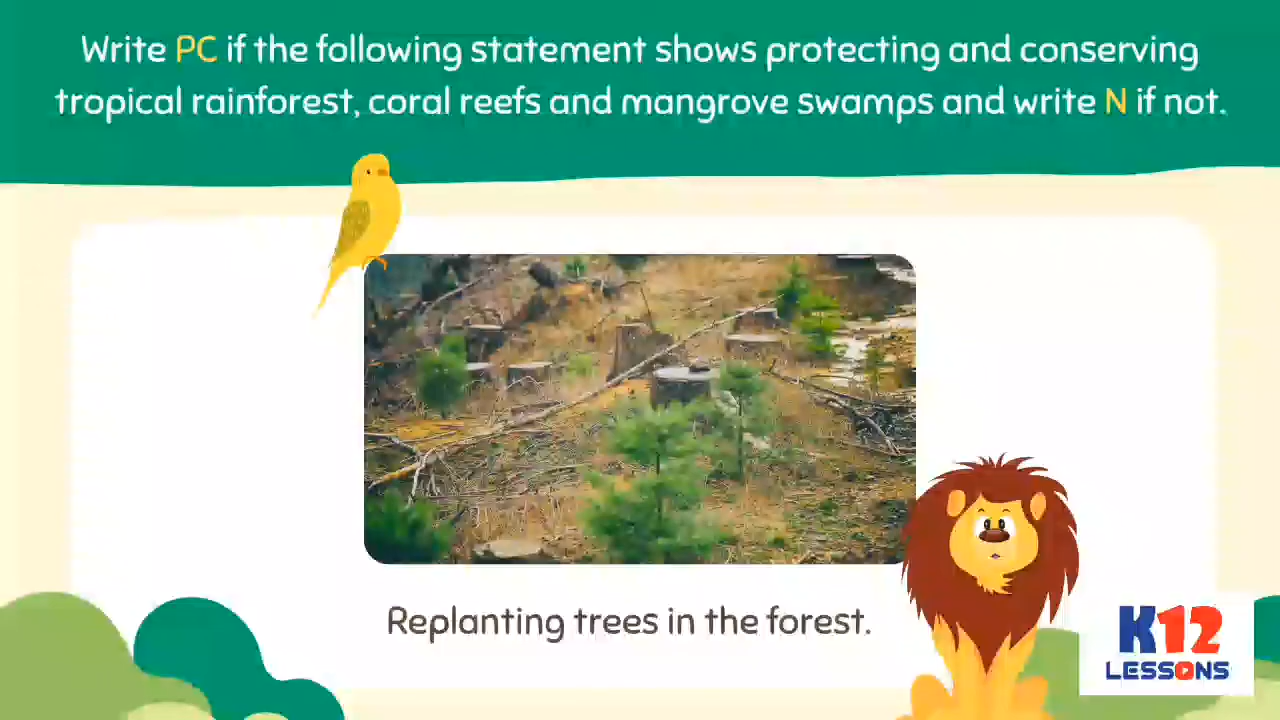 Write PC if the following statement shows protecting and conserving
tropical rainforest, coral reefs and mangrove swamps and write N if not.
Replanting trees in the forest.
K12
LESSONS